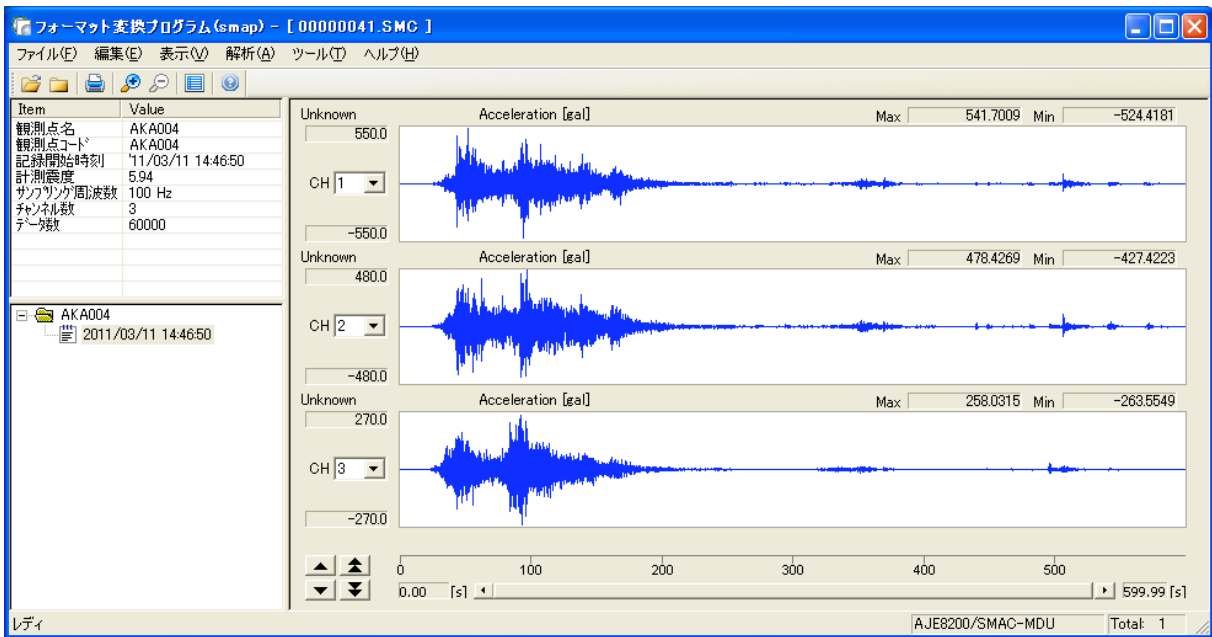 フォーマット変換プログラム(smap) - [ 00000041.SMC ]
ファイル(F) 編集(E) 表示(V) 解析(A) ツール(T) ヘルプ(H)
Item Value
観測点名 AKA004
観測点コード AKA004
記録開始時刻 '11/03/11 14:46:50
計測震度 5.94
サンプリング周波数 100 Hz
チャンネル数 3
データ数 60000
AKA004
2011/03/11 14:46:50
Unknown Acceleration [gal] Max 541.7009 Min -524.4181
550.0
CH 1
-550.0
Unknown Acceleration [gal] Max 478.4269 Min -427.4223
480.0
CH 2
-480.0
Unknown Acceleration [gal] Max 258.0315 Min -263.5549
270.0
CH 3
-270.0
0 100 200 300 400 500
0.00 [s] 599.99 [s]
レディ AJE8200/SMAC-MDU Total: 1